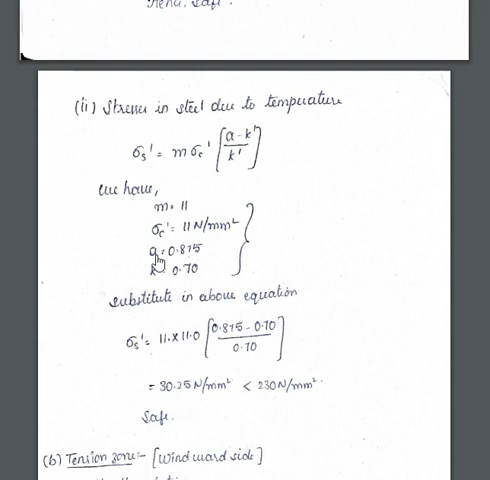 Hence, Safe.
(ii) Stresses in steel due to temperature
σs' = m σc' [a-k' / k']
we have,
m = 11
σc' = 11 N/mm²
a = 0.875
0.70
substitute in above equation
σs' = 11 × 11.0 [0.875 - 0.70 / 0.70]
= 30.25 N/mm² < 230 N/mm².
Safe.
(b) Tension zone:- [Wind ward side]